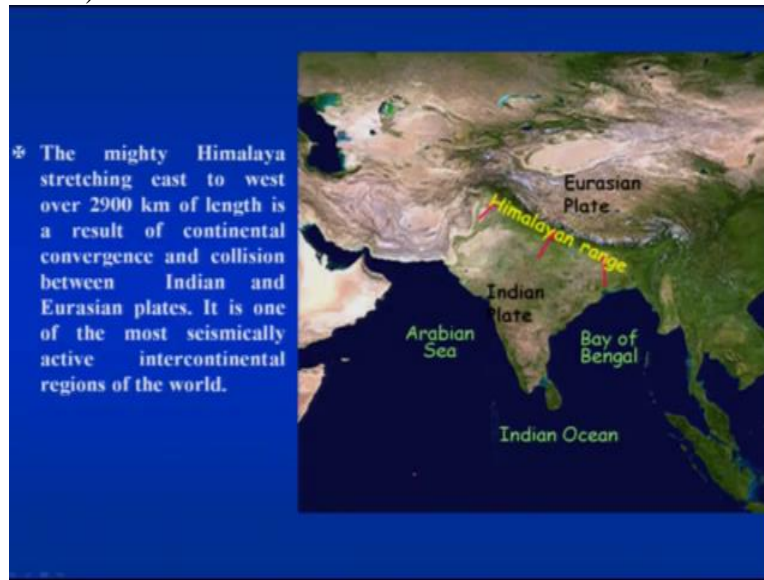 ✠ The mighty Himalaya
stretching east to west
over 2900 km of length is
a result of continental
convergence and collision
between Indian and
Eurasian plates. It is one
of the most seismically
active intercontinental
regions of the world.
Eurasian
Plate
Himalayan range
Indian
Plate
Arabian
Sea
Bay of
Bengal
Indian Ocean